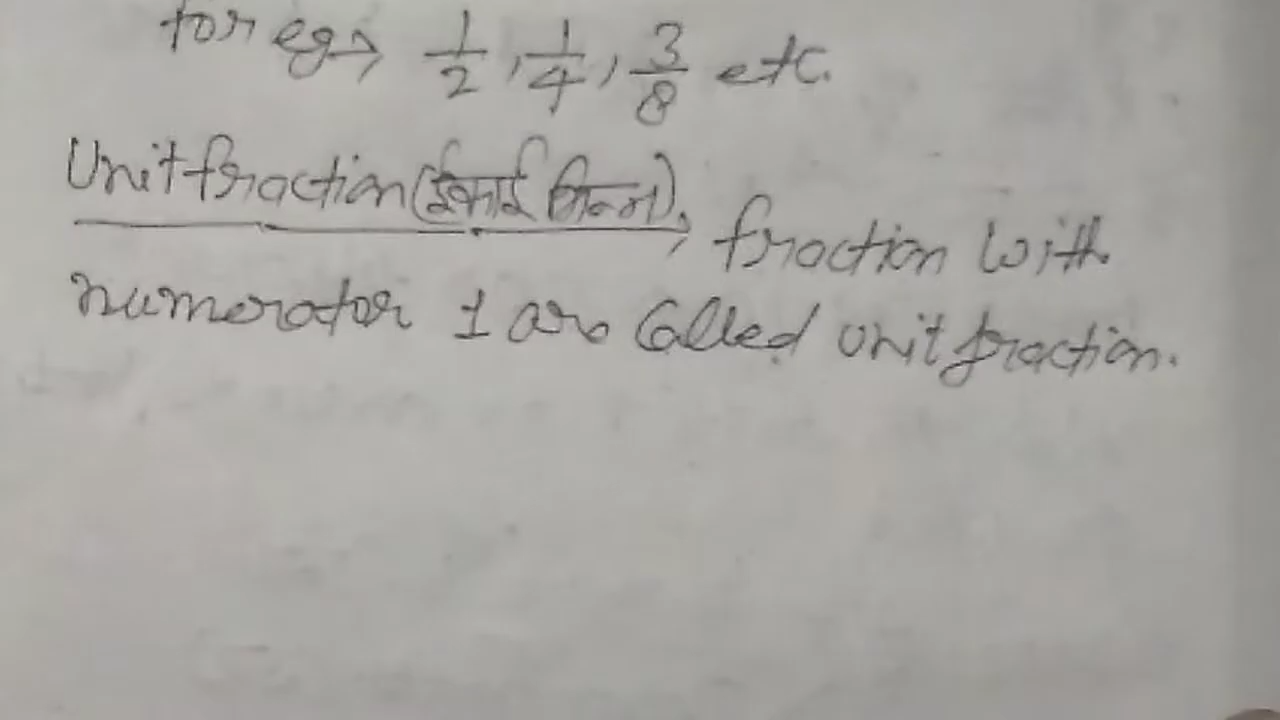 for eg→ 1/2, 1/4, 3/8 etc.
Unit fraction (ईकाई भिन्न)→ fraction with
numerator 1 are Called unit fraction.